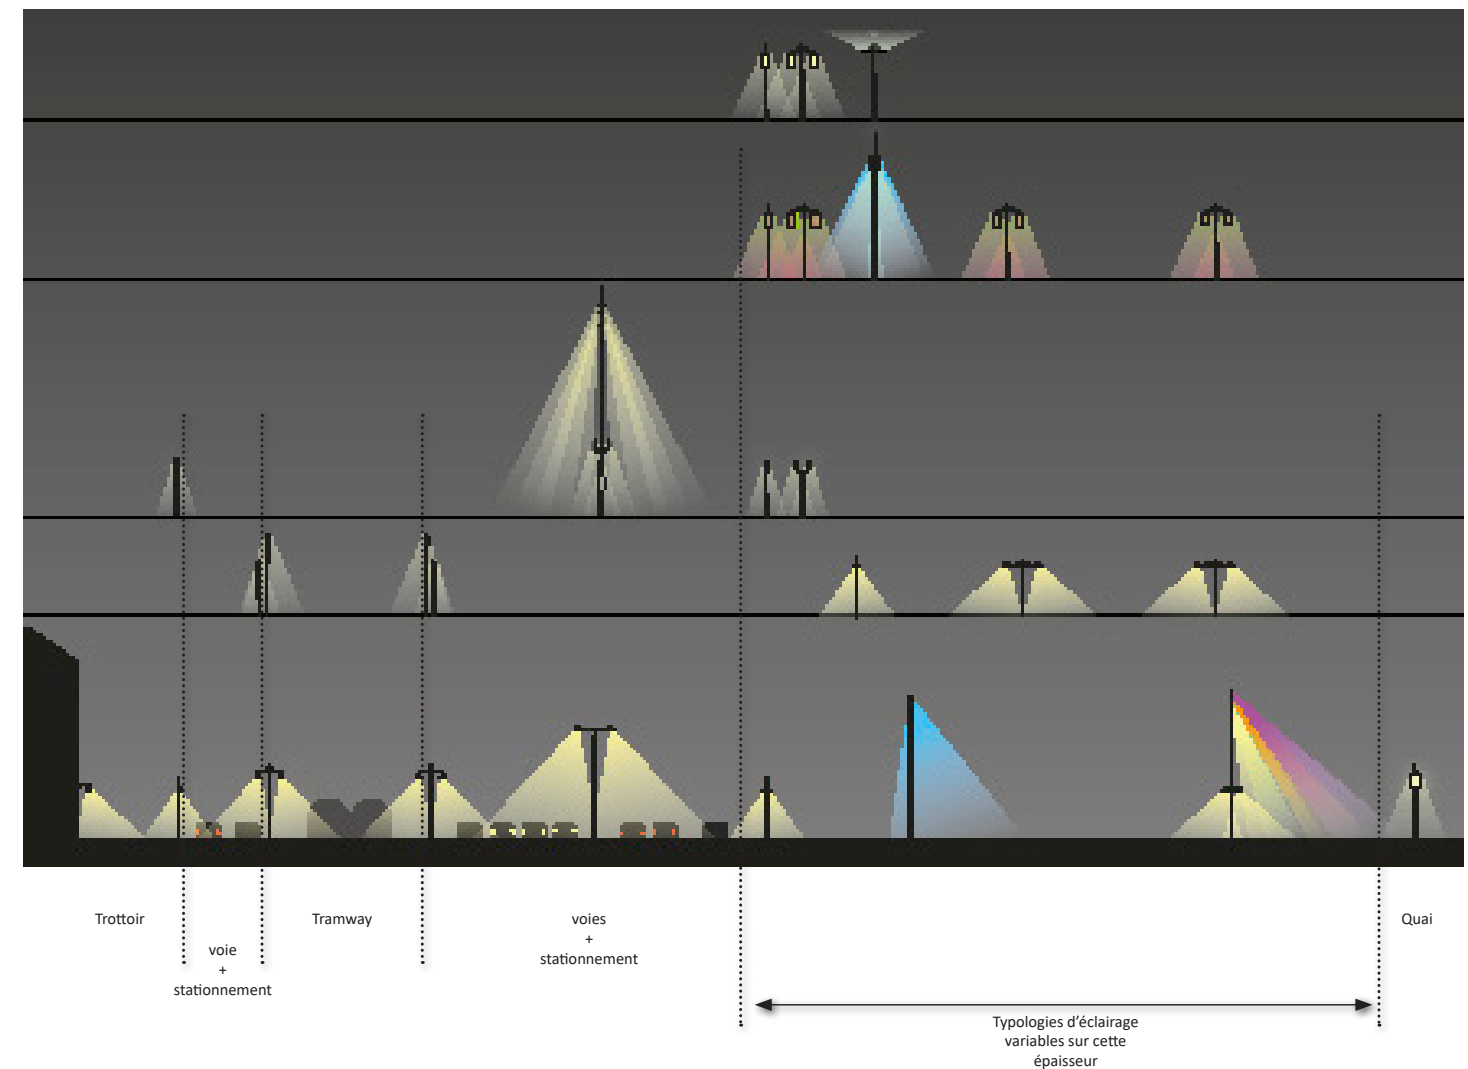 Trottoir
voie
+
stationnement
Tramway
voies
+
stationnement
Typologies d'éclairage
variables sur cette
épaisseur
Quai